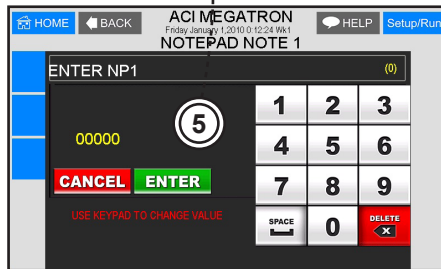 HOME BACK ACI MEGATRON HELP Setup/Run
Friday January 1, 2010 0:12:24 Wk1
NOTEPAD NOTE 1
ENTER NP1 (0)
1 2 3
5
00000
4 5 6
CANCEL ENTER
7 8 9
USE KEYPAD TO CHANGE VALUE
SPACE 0 DELETE